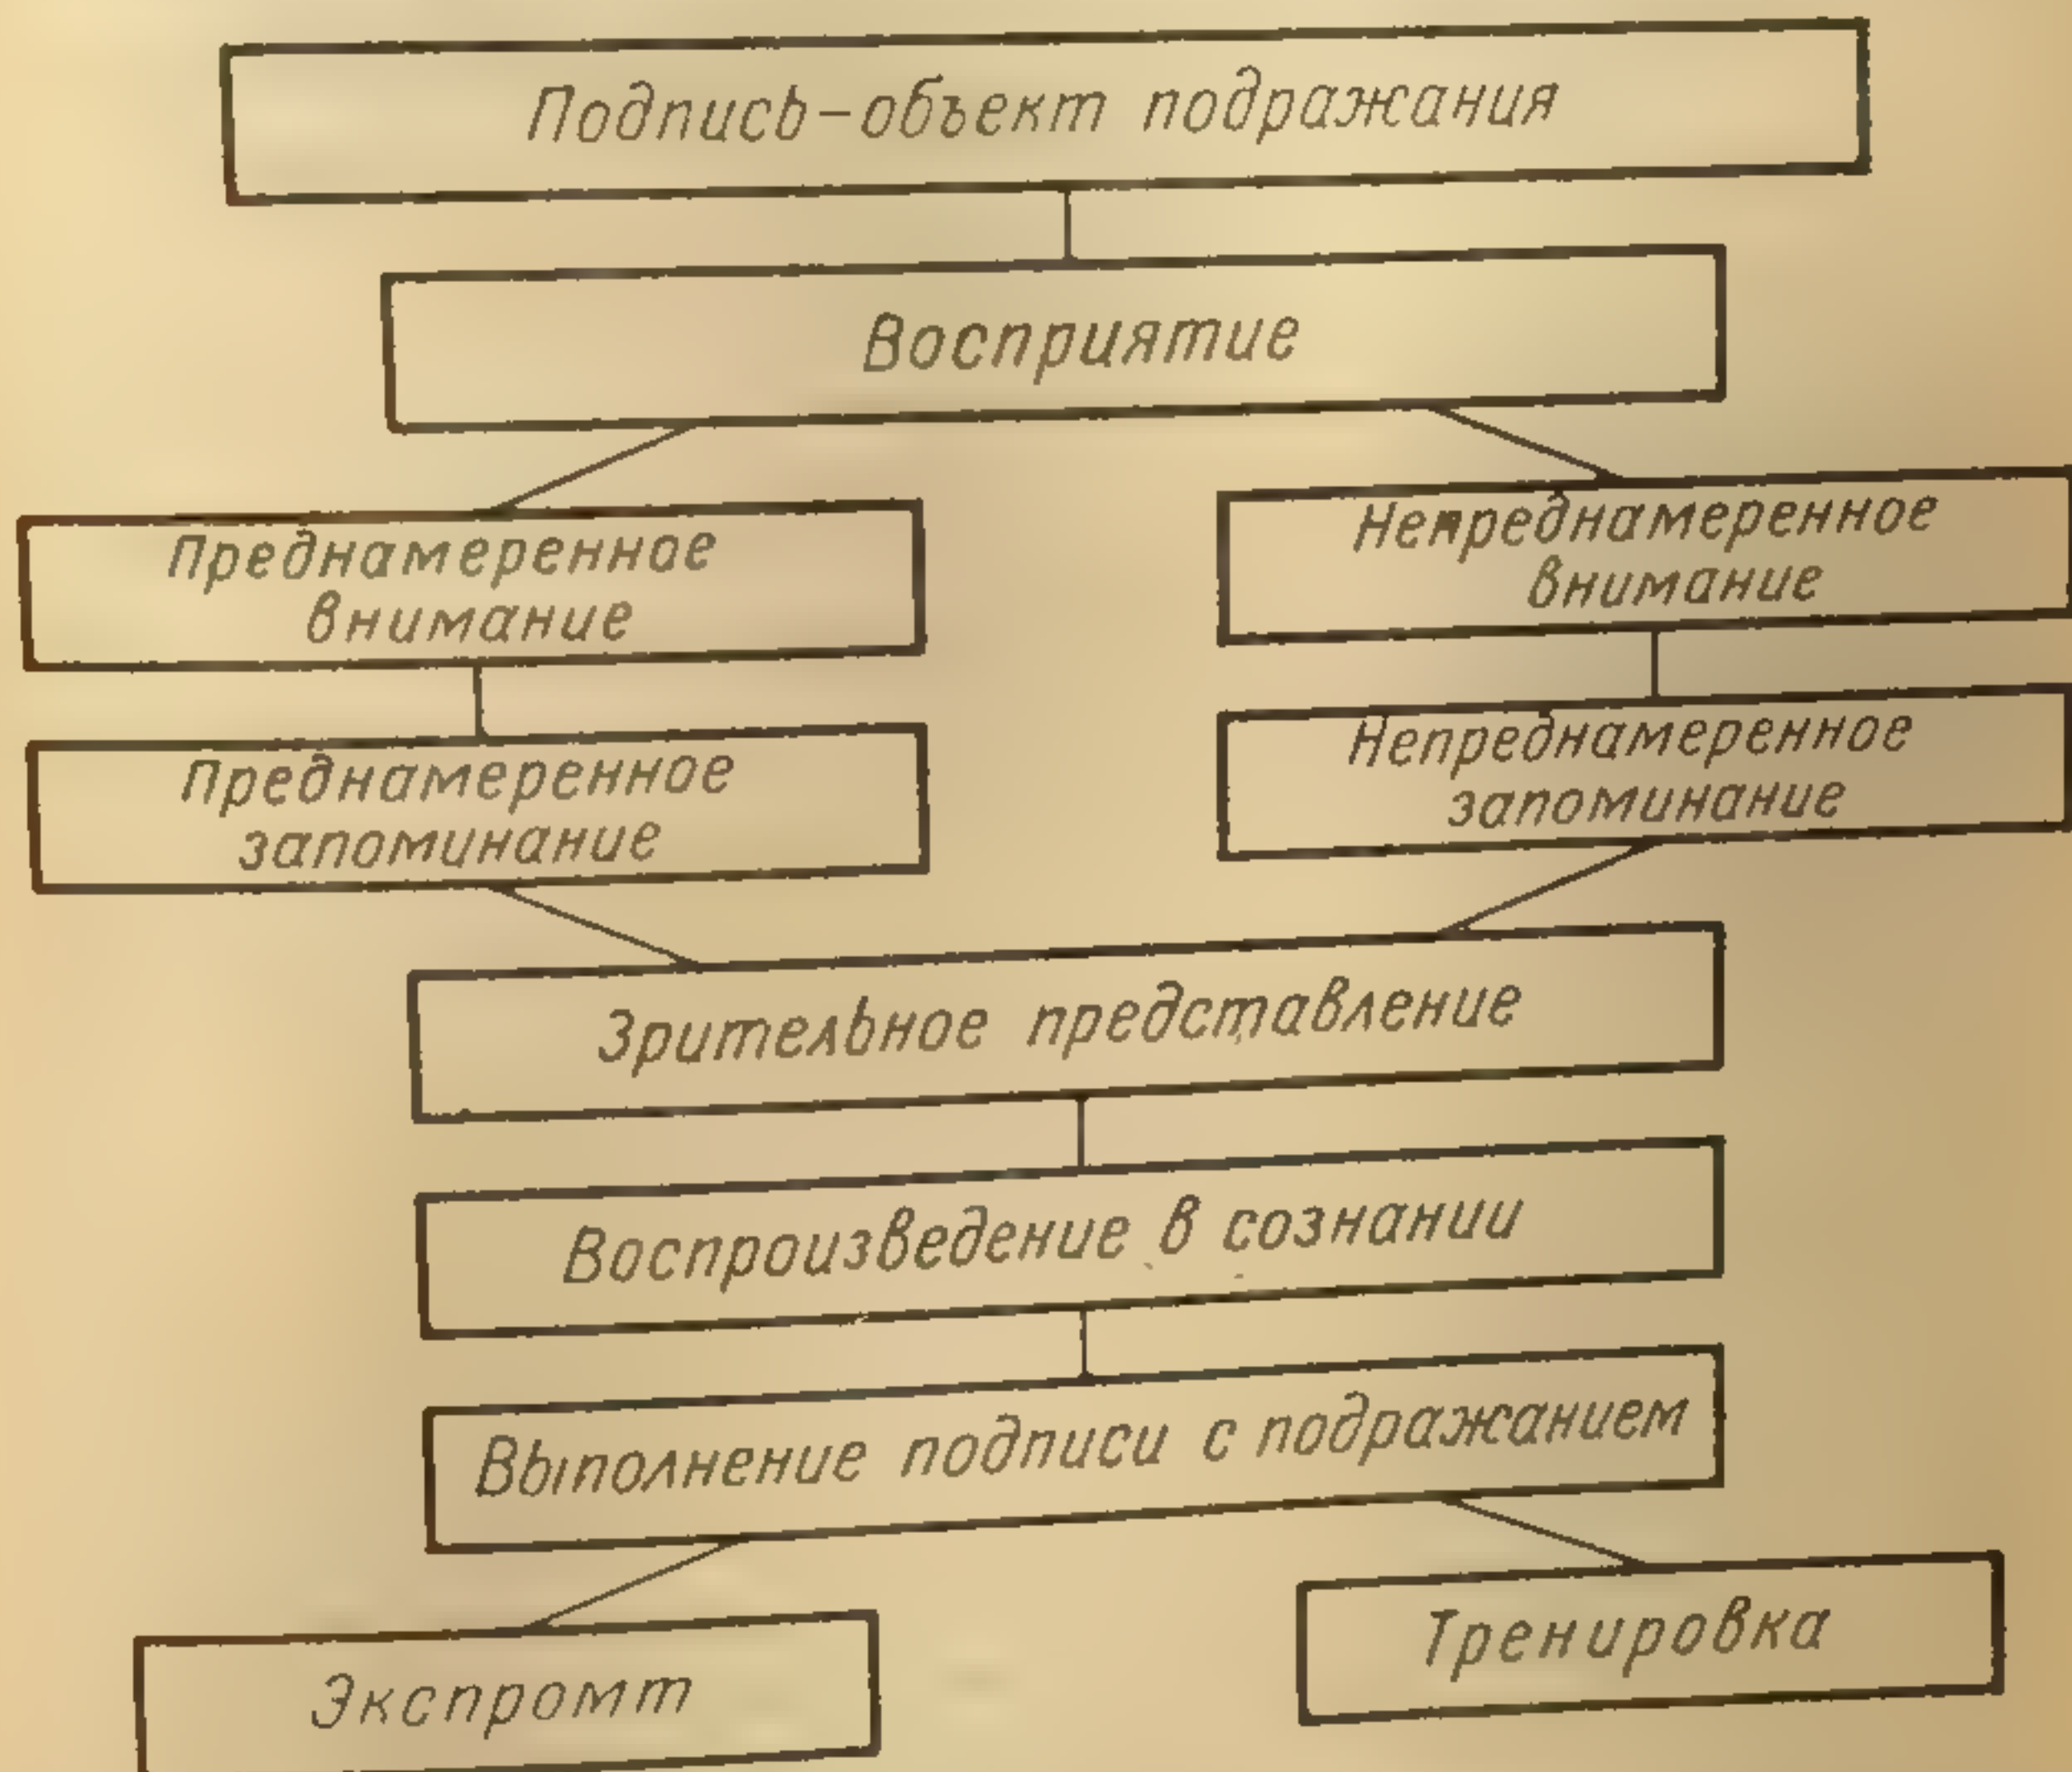 Подпись-объект подражания
Восприятие
Преднамеренное
внимание
Непреднамеренное
внимание
Преднамеренное
запоминание
Непреднамеренное
запоминание
Зрительное представление
Воспроизведение в сознании
Выполнение подписи с подражанием
Экспромт
Тренировка